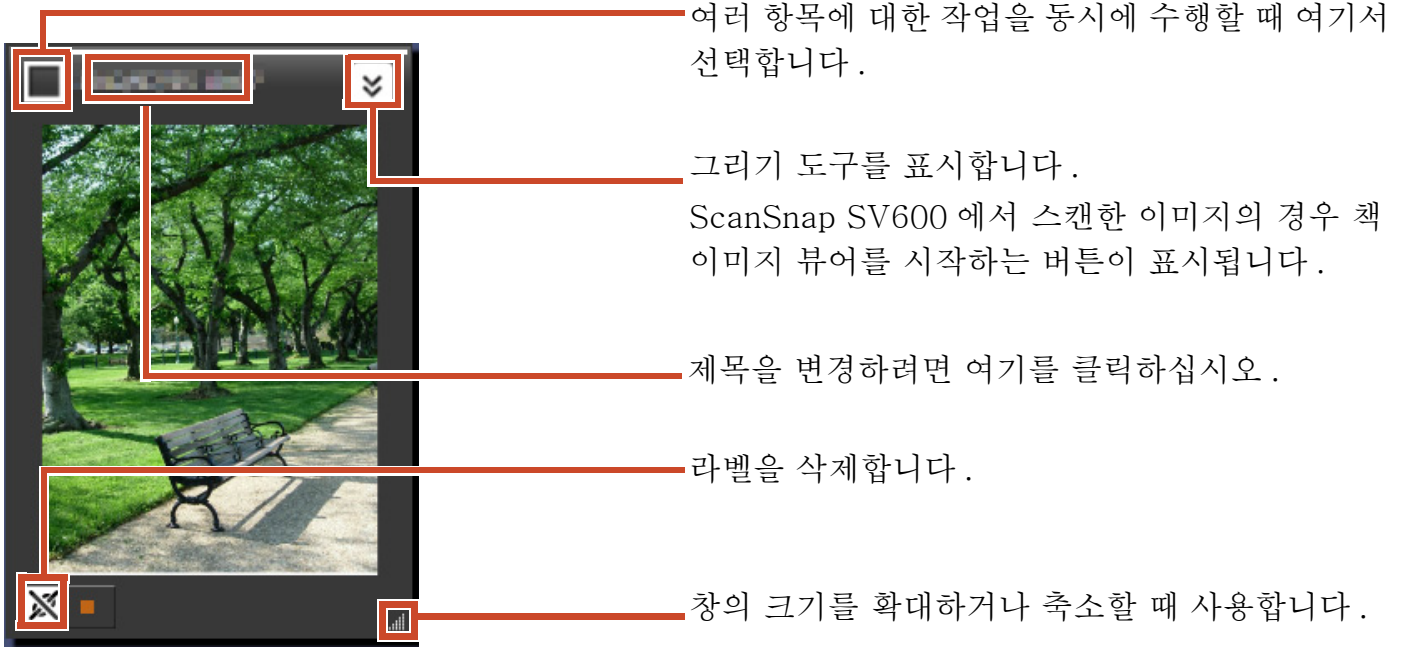 여러 항목에 대한 작업을 동시에 수행할 때 여기서
선택합니다.
그리기 도구를 표시합니다.
ScanSnap SV600 에서 스캔한 이미지의 경우 책
이미지 뷰어를 시작하는 버튼이 표시됩니다.
제목을 변경하려면 여기를 클릭하십시오.
라벨을 삭제합니다.
창의 크기를 확대하거나 축소할 때 사용합니다.